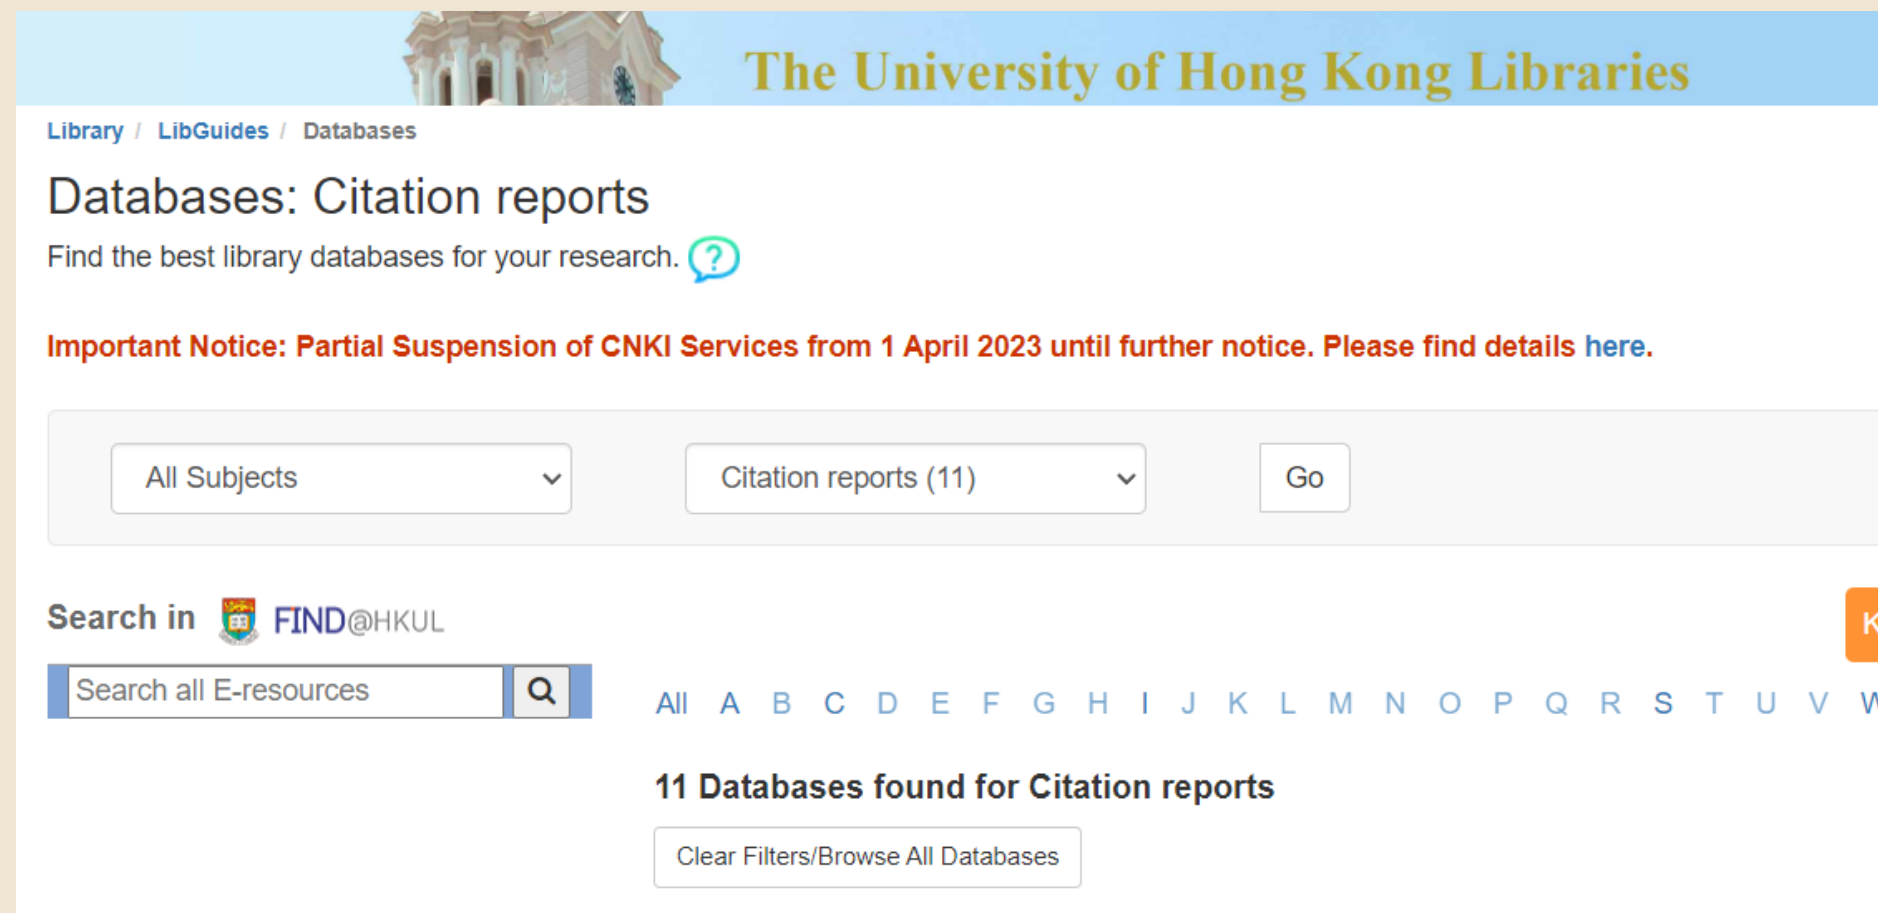 The University of Hong Kong Libraries
Library / LibGuides / Databases
Databases: Citation reports
Find the best library databases for your research. ?
Important Notice: Partial Suspension of CNKI Services from 1 April 2023 until further notice. Please find details here.
All Subjects Citation reports (11) Go
Search in FIND@HKUL
K
Search all E-resources
All A B C D E F G H I J K L M N O P Q R S T U V W
11 Databases found for Citation reports
Clear Filters/Browse All Databases